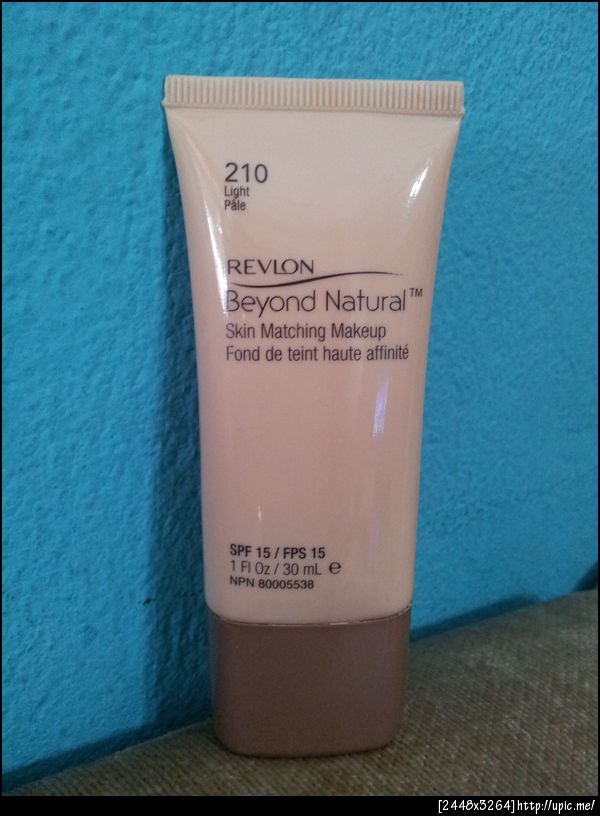 210
Light
Pâle
REVLON
Beyond Natural™
Skin Matching Makeup
Fond de teint haute affinité
SPF 15 / FPS 15
1 Fl Oz / 30 mL ℮
NPN 80005538
[2448x3264]http://upic.me/